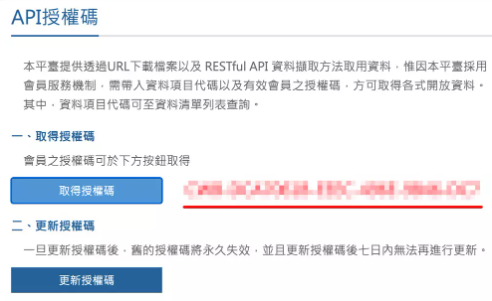 API授權碼
本平臺提供透過URL下載檔案以及 RESTful API 資料擷取方法取用資料，惟因本平臺採用
會員服務機制，需帶入資料項目代碼以及有效會員之授權碼，方可取得各式開放資料。
其中，資料項目代碼可至資料清單列表查詢。
一、取得授權碼
會員之授權碼可於下方按鈕取得
取得授權碼
二、更新授權碼
一旦更新授權碼後，舊的授權碼將永久失效，並且更新授權碼後七日內無法再進行更新。
更新授權碼